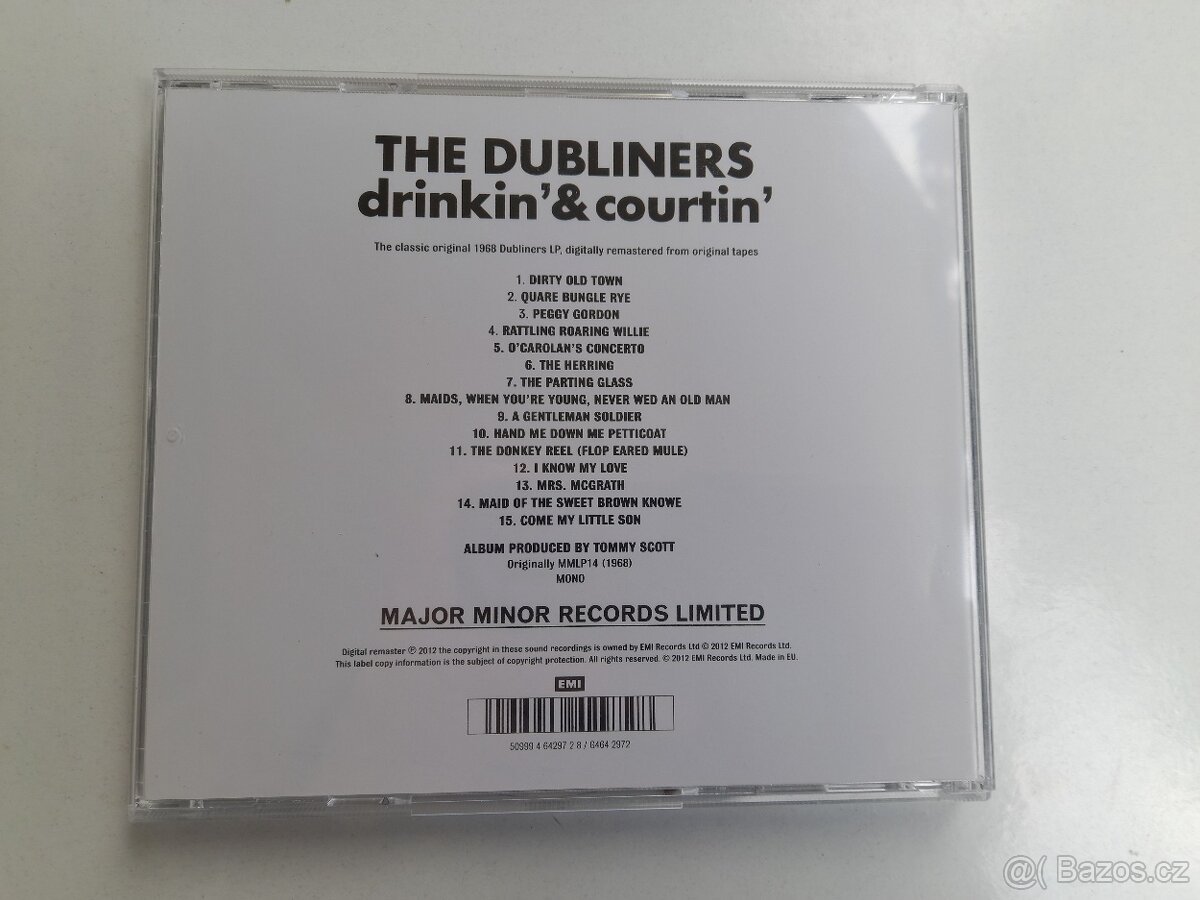 THE DUBLINERS
drinkin' & courtin'
The classic original 1968 Dubliners LP, digitally remastered from original tapes
1. DIRTY OLD TOWN
2. QUARE BUNGLE RYE
3. PEGGY GORDON
4. RATTLING ROARING WILLIE
5. O'CAROLAN'S CONCERTO
6. THE HERRING
7. THE PARTING GLASS
8. MAIDS, WHEN YOU'RE YOUNG, NEVER WED AN OLD MAN
9. A GENTLEMAN SOLDIER
10. HAND ME DOWN ME PETTICOAT
11. THE DONKEY REEL (FLOP EARED MULE)
12. I KNOW MY LOVE
13. MRS. MCGRATH
14. MAID OF THE SWEET BROWN KNOWE
15. COME MY LITTLE SON
ALBUM PRODUCED BY TOMMY SCOTT
Originally MMLP14 (1968)
MONO
MAJOR MINOR RECORDS LIMITED
Digital remaster ℗ 2012 the copyright in these sound recordings is owned by EMI Records Ltd © 2012 EMI Records Ltd.
This label copy information is the subject of copyright protection. All rights reserved. © 2012 EMI Records Ltd. Made in EU.
EMI
50999 4 64297 2 8 / 6464 2972
@( Bazos.cz